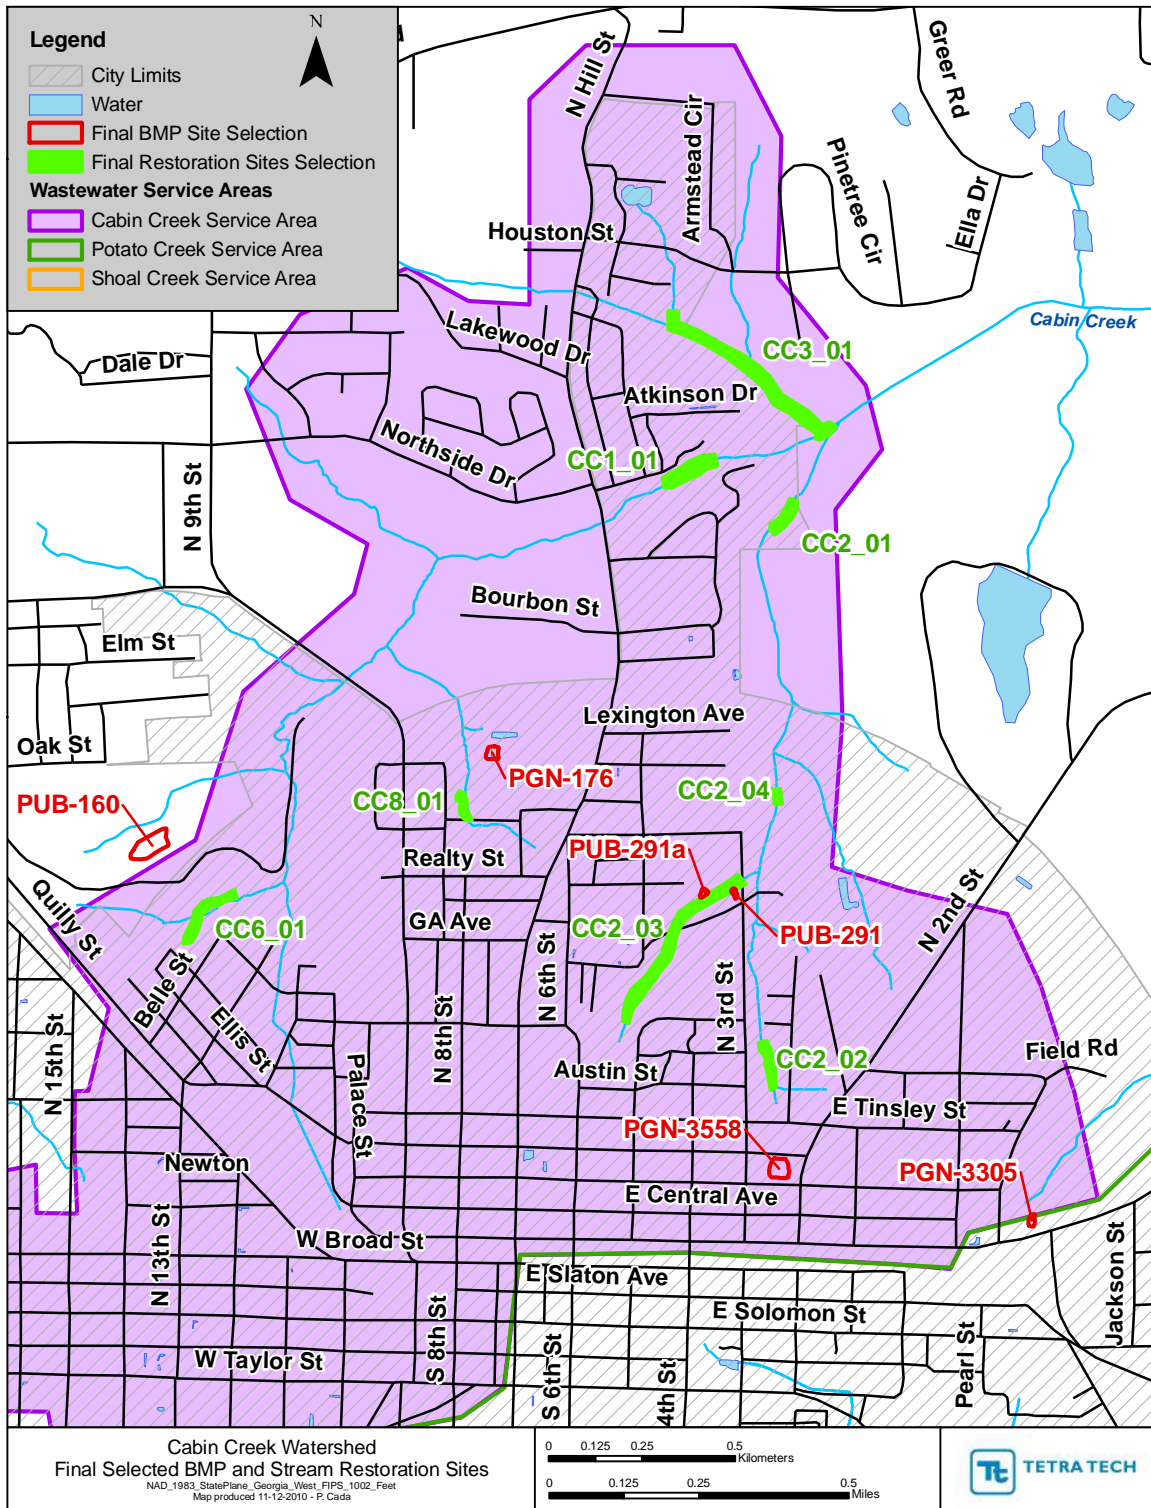 Legend
City Limits
Water
Final BMP Site Selection
Final Restoration Sites Selection
Wastewater Service Areas
Cabin Creek Service Area
Potato Creek Service Area
Shoal Creek Service Area
N
N Hill St
Armstead Cir
Greer Rd
Pinetree Cir
Ella Dr
Houston St
Cabin Creek
Lakewood Dr
CC3_01
Dale Dr
Atkinson Dr
Northside Dr
CC1_01
N 9th St
CC2_01
Bourbon St
Elm St
Lexington Ave
Oak St
PGN-176
PUB-160
CC8_01
CC2_04
Realty St
PUB-291a
Quilly St
CC6_01
GA Ave
CC2_03
PUB-291
N 2nd St
Belle St
Ellis St
N 6th St
N 3rd St
N 15th St
N 8th St
Palace St
Austin St
CC2_02
Field Rd
E Tinsley St
PGN-3558
Newton
E Central Ave
PGN-3305
N 13th St
W Broad St
E Slaton Ave
E Solomon St
Jackson St
S 8th St
W Taylor St
S 6th St
4th St
Pearl St
Cabin Creek Watershed
Final Selected BMP and Stream Restoration Sites
NAD_1983_StatePlane_Georgia_West_FIPS_1002_Feet
Map produced 11-12-2010 - P. Cada
0 0.125 0.25 0.5
Kilometers
0 0.125 0.25 0.5
Miles
Tt TETRA TECH